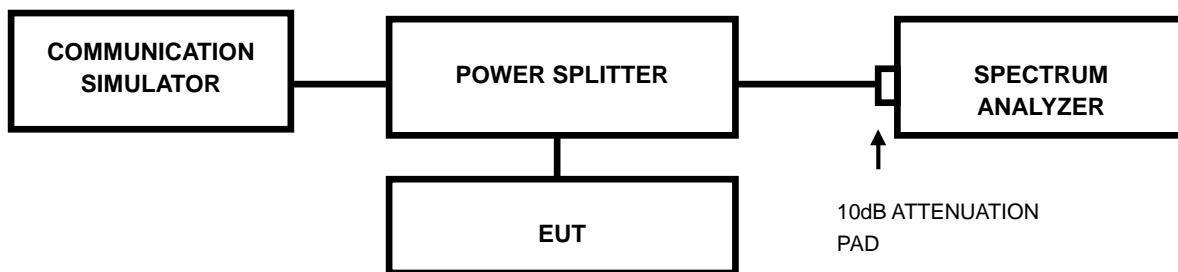 COMMUNICATION
SIMULATOR
POWER SPLITTER
SPECTRUM
ANALYZER
EUT
10dB ATTENUATION
PAD